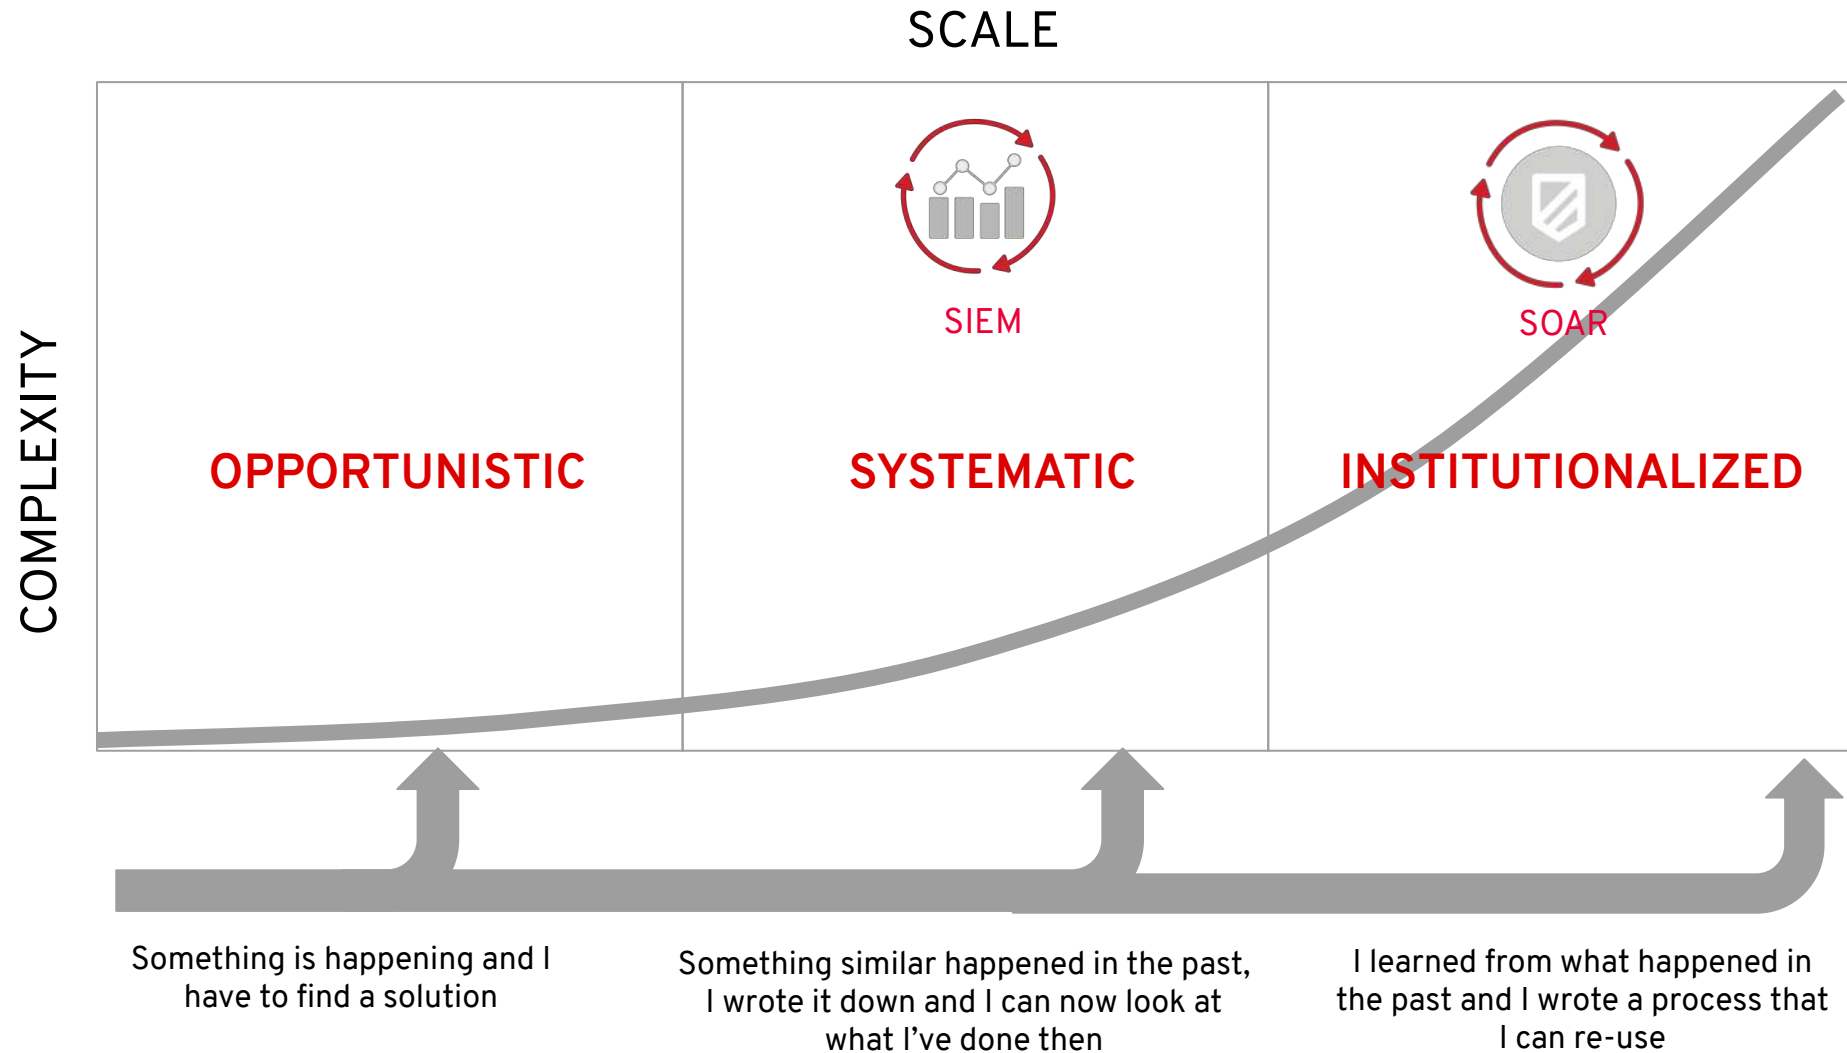 SCALE
COMPLEXITY
SIEM
SOAR
OPPORTUNISTIC
SYSTEMATIC
INSTITUTIONALIZED
Something is happening and I
have to find a solution
Something similar happened in the past,
I wrote it down and I can now look at
what I've done then
I learned from what happened in
the past and I wrote a process that
I can re-use